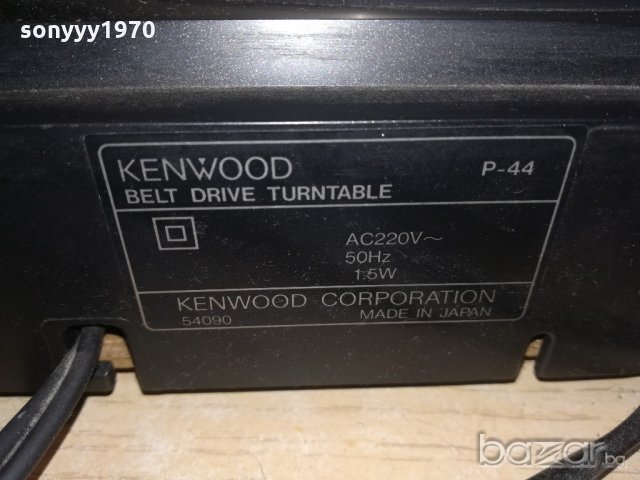 sonyyy1970
KENWOOD P-44
BELT DRIVE TURNTABLE
AC220V~
50Hz
1.5W
KENWOOD CORPORATION
54090 MADE IN JAPAN
bazar.bg